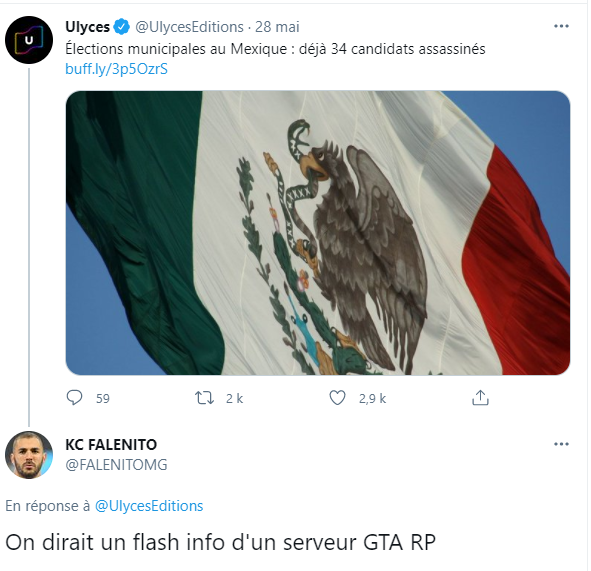 Ulyces @UlycesEditions · 28 mai
Élections municipales au Mexique : déjà 34 candidats assassinés
buff.ly/3p5OzrS
59 2 k 2,9 k
KC FALENITO
@FALENITOMG
En réponse à @UlycesEditions
On dirait un flash info d'un serveur GTA RP